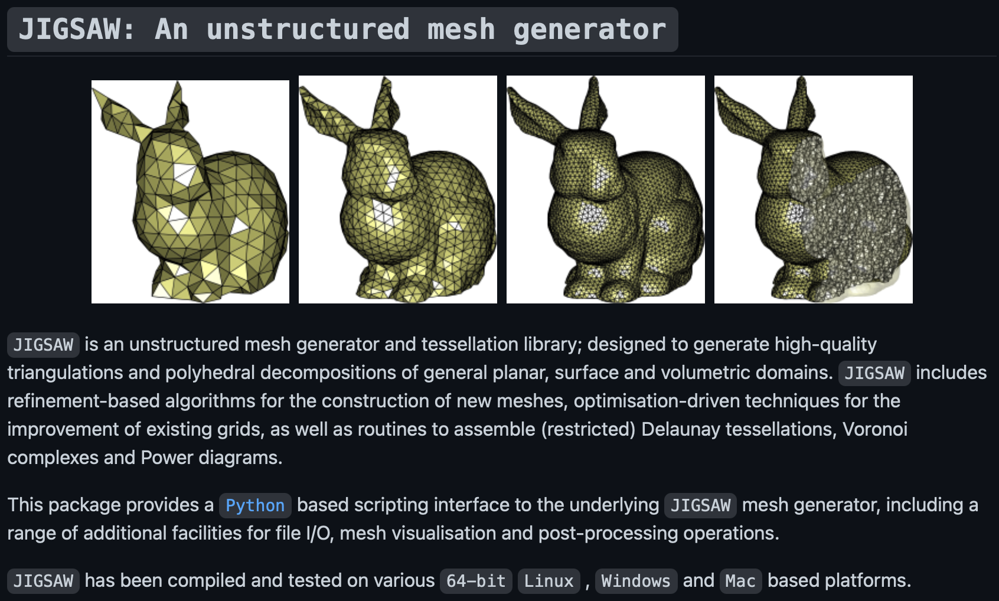 JIGSAW: An unstructured mesh generator
JIGSAW is an unstructured mesh generator and tessellation library; designed to generate high-quality
triangulations and polyhedral decompositions of general planar, surface and volumetric domains. JIGSAW includes
refinement-based algorithms for the construction of new meshes, optimisation-driven techniques for the
improvement of existing grids, as well as routines to assemble (restricted) Delaunay tessellations, Voronoi
complexes and Power diagrams.
This package provides a Python based scripting interface to the underlying JIGSAW mesh generator, including a
range of additional facilities for file I/O, mesh visualisation and post-processing operations.
JIGSAW has been compiled and tested on various 64-bit Linux , Windows and Mac based platforms.